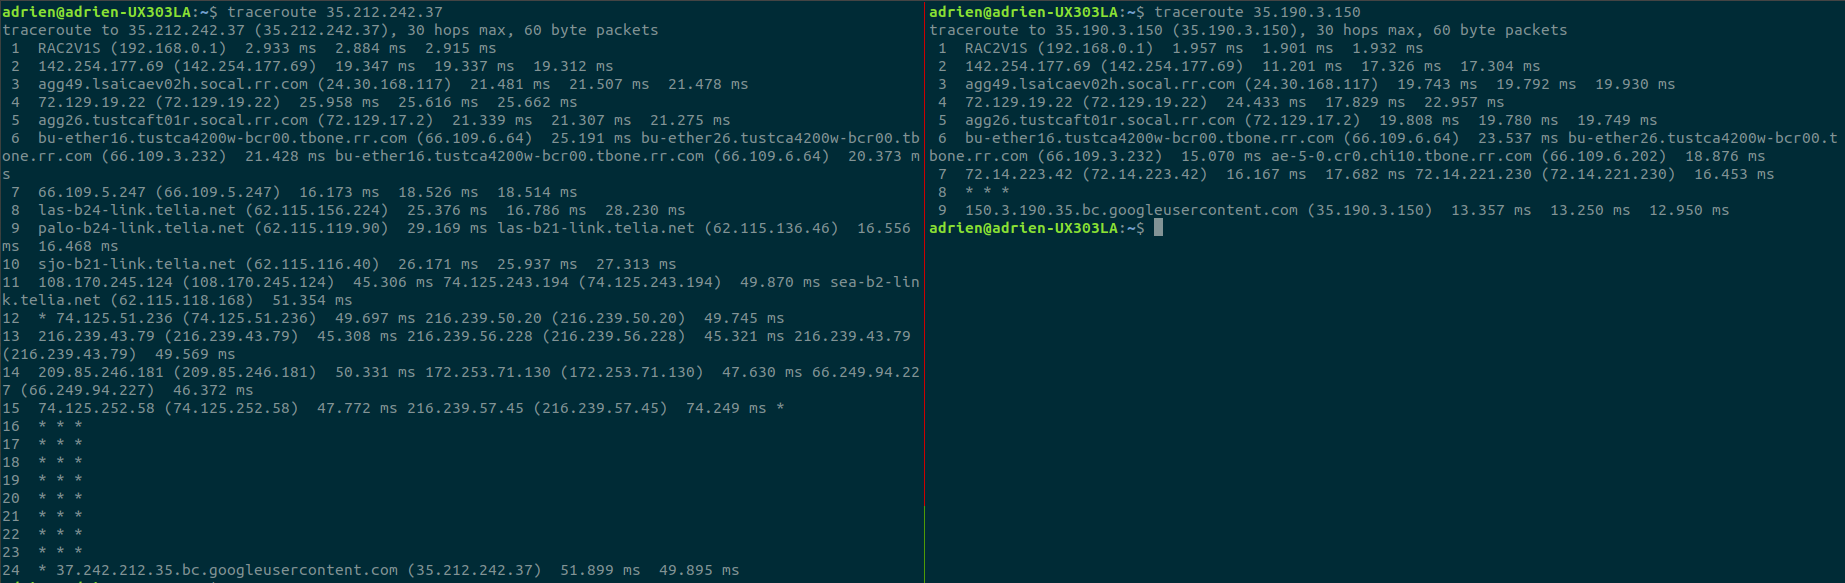 adrien@adrien-UX303LA:~$ traceroute 35.212.242.37
traceroute to 35.212.242.37 (35.212.242.37), 30 hops max, 60 byte packets
 1  RAC2V1S (192.168.0.1)  2.933 ms  2.884 ms  2.915 ms
 2  142.254.177.69 (142.254.177.69)  19.347 ms  19.337 ms  19.312 ms
 3  agg49.lsaicaev02h.socal.rr.com (24.30.168.117)  21.481 ms  21.507 ms  21.478 ms
 4  72.129.19.22 (72.129.19.22)  25.958 ms  25.616 ms  25.662 ms
 5  agg26.tustcaft01r.socal.rr.com (72.129.17.2)  21.339 ms  21.307 ms  21.275 ms
 6  bu-ether16.tustca4200w-bcr00.tbone.rr.com (66.109.6.64)  25.191 ms bu-ether26.tustca4200w-bcr00.tb
one.rr.com (66.109.3.232)  21.428 ms bu-ether16.tustca4200w-bcr00.tbone.rr.com (66.109.6.64)  20.373 m
s
 7  66.109.5.247 (66.109.5.247)  16.173 ms  18.526 ms  18.514 ms
 8  las-b24-link.telia.net (62.115.156.224)  25.376 ms  16.786 ms  28.230 ms
 9  palo-b24-link.telia.net (62.115.119.90)  29.169 ms las-b21-link.telia.net (62.115.136.46)  16.556
ms  16.468 ms
10  sjo-b21-link.telia.net (62.115.116.40)  26.171 ms  25.937 ms  27.313 ms
11  108.170.245.124 (108.170.245.124)  45.306 ms 74.125.243.194 (74.125.243.194)  49.870 ms sea-b2-lin
k.telia.net (62.115.118.168)  51.354 ms
12  * 74.125.51.236 (74.125.51.236)  49.697 ms 216.239.50.20 (216.239.50.20)  49.745 ms
13  216.239.43.79 (216.239.43.79)  45.308 ms 216.239.56.228 (216.239.56.228)  45.321 ms 216.239.43.79
(216.239.43.79)  49.569 ms
14  209.85.246.181 (209.85.246.181)  50.331 ms 172.253.71.130 (172.253.71.130)  47.630 ms 66.249.94.22
7 (66.249.94.227)  46.372 ms
15  74.125.252.58 (74.125.252.58)  47.772 ms 216.239.57.45 (216.239.57.45)  74.249 ms *
16  * * *
17  * * *
18  * * *
19  * * *
20  * * *
21  * * *
22  * * *
23  * * *
24  * 37.242.212.35.bc.googleusercontent.com (35.212.242.37)  51.899 ms  49.895 ms
adrien@adrien-UX303LA:~$ traceroute 35.190.3.150
traceroute to 35.190.3.150 (35.190.3.150), 30 hops max, 60 byte packets
 1  RAC2V1S (192.168.0.1)  1.957 ms  1.901 ms  1.932 ms
 2  142.254.177.69 (142.254.177.69)  11.201 ms  17.326 ms  17.304 ms
 3  agg49.lsaicaev02h.socal.rr.com (24.30.168.117)  19.743 ms  19.792 ms  19.930 ms
 4  72.129.19.22 (72.129.19.22)  24.433 ms  17.829 ms  22.957 ms
 5  agg26.tustcaft01r.socal.rr.com (72.129.17.2)  19.808 ms  19.780 ms  19.749 ms
 6  bu-ether16.tustca4200w-bcr00.tbone.rr.com (66.109.6.64)  23.537 ms bu-ether26.tustca4200w-bcr00.t
bone.rr.com (66.109.3.232)  15.070 ms ae-5-0.cr0.chi10.tbone.rr.com (66.109.6.202)  18.876 ms
 7  72.14.223.42 (72.14.223.42)  16.167 ms  17.682 ms 72.14.221.230 (72.14.221.230)  16.453 ms
 8  * * *
 9  150.3.190.35.bc.googleusercontent.com (35.190.3.150)  13.357 ms  13.250 ms  12.950 ms
adrien@adrien-UX303LA:~$